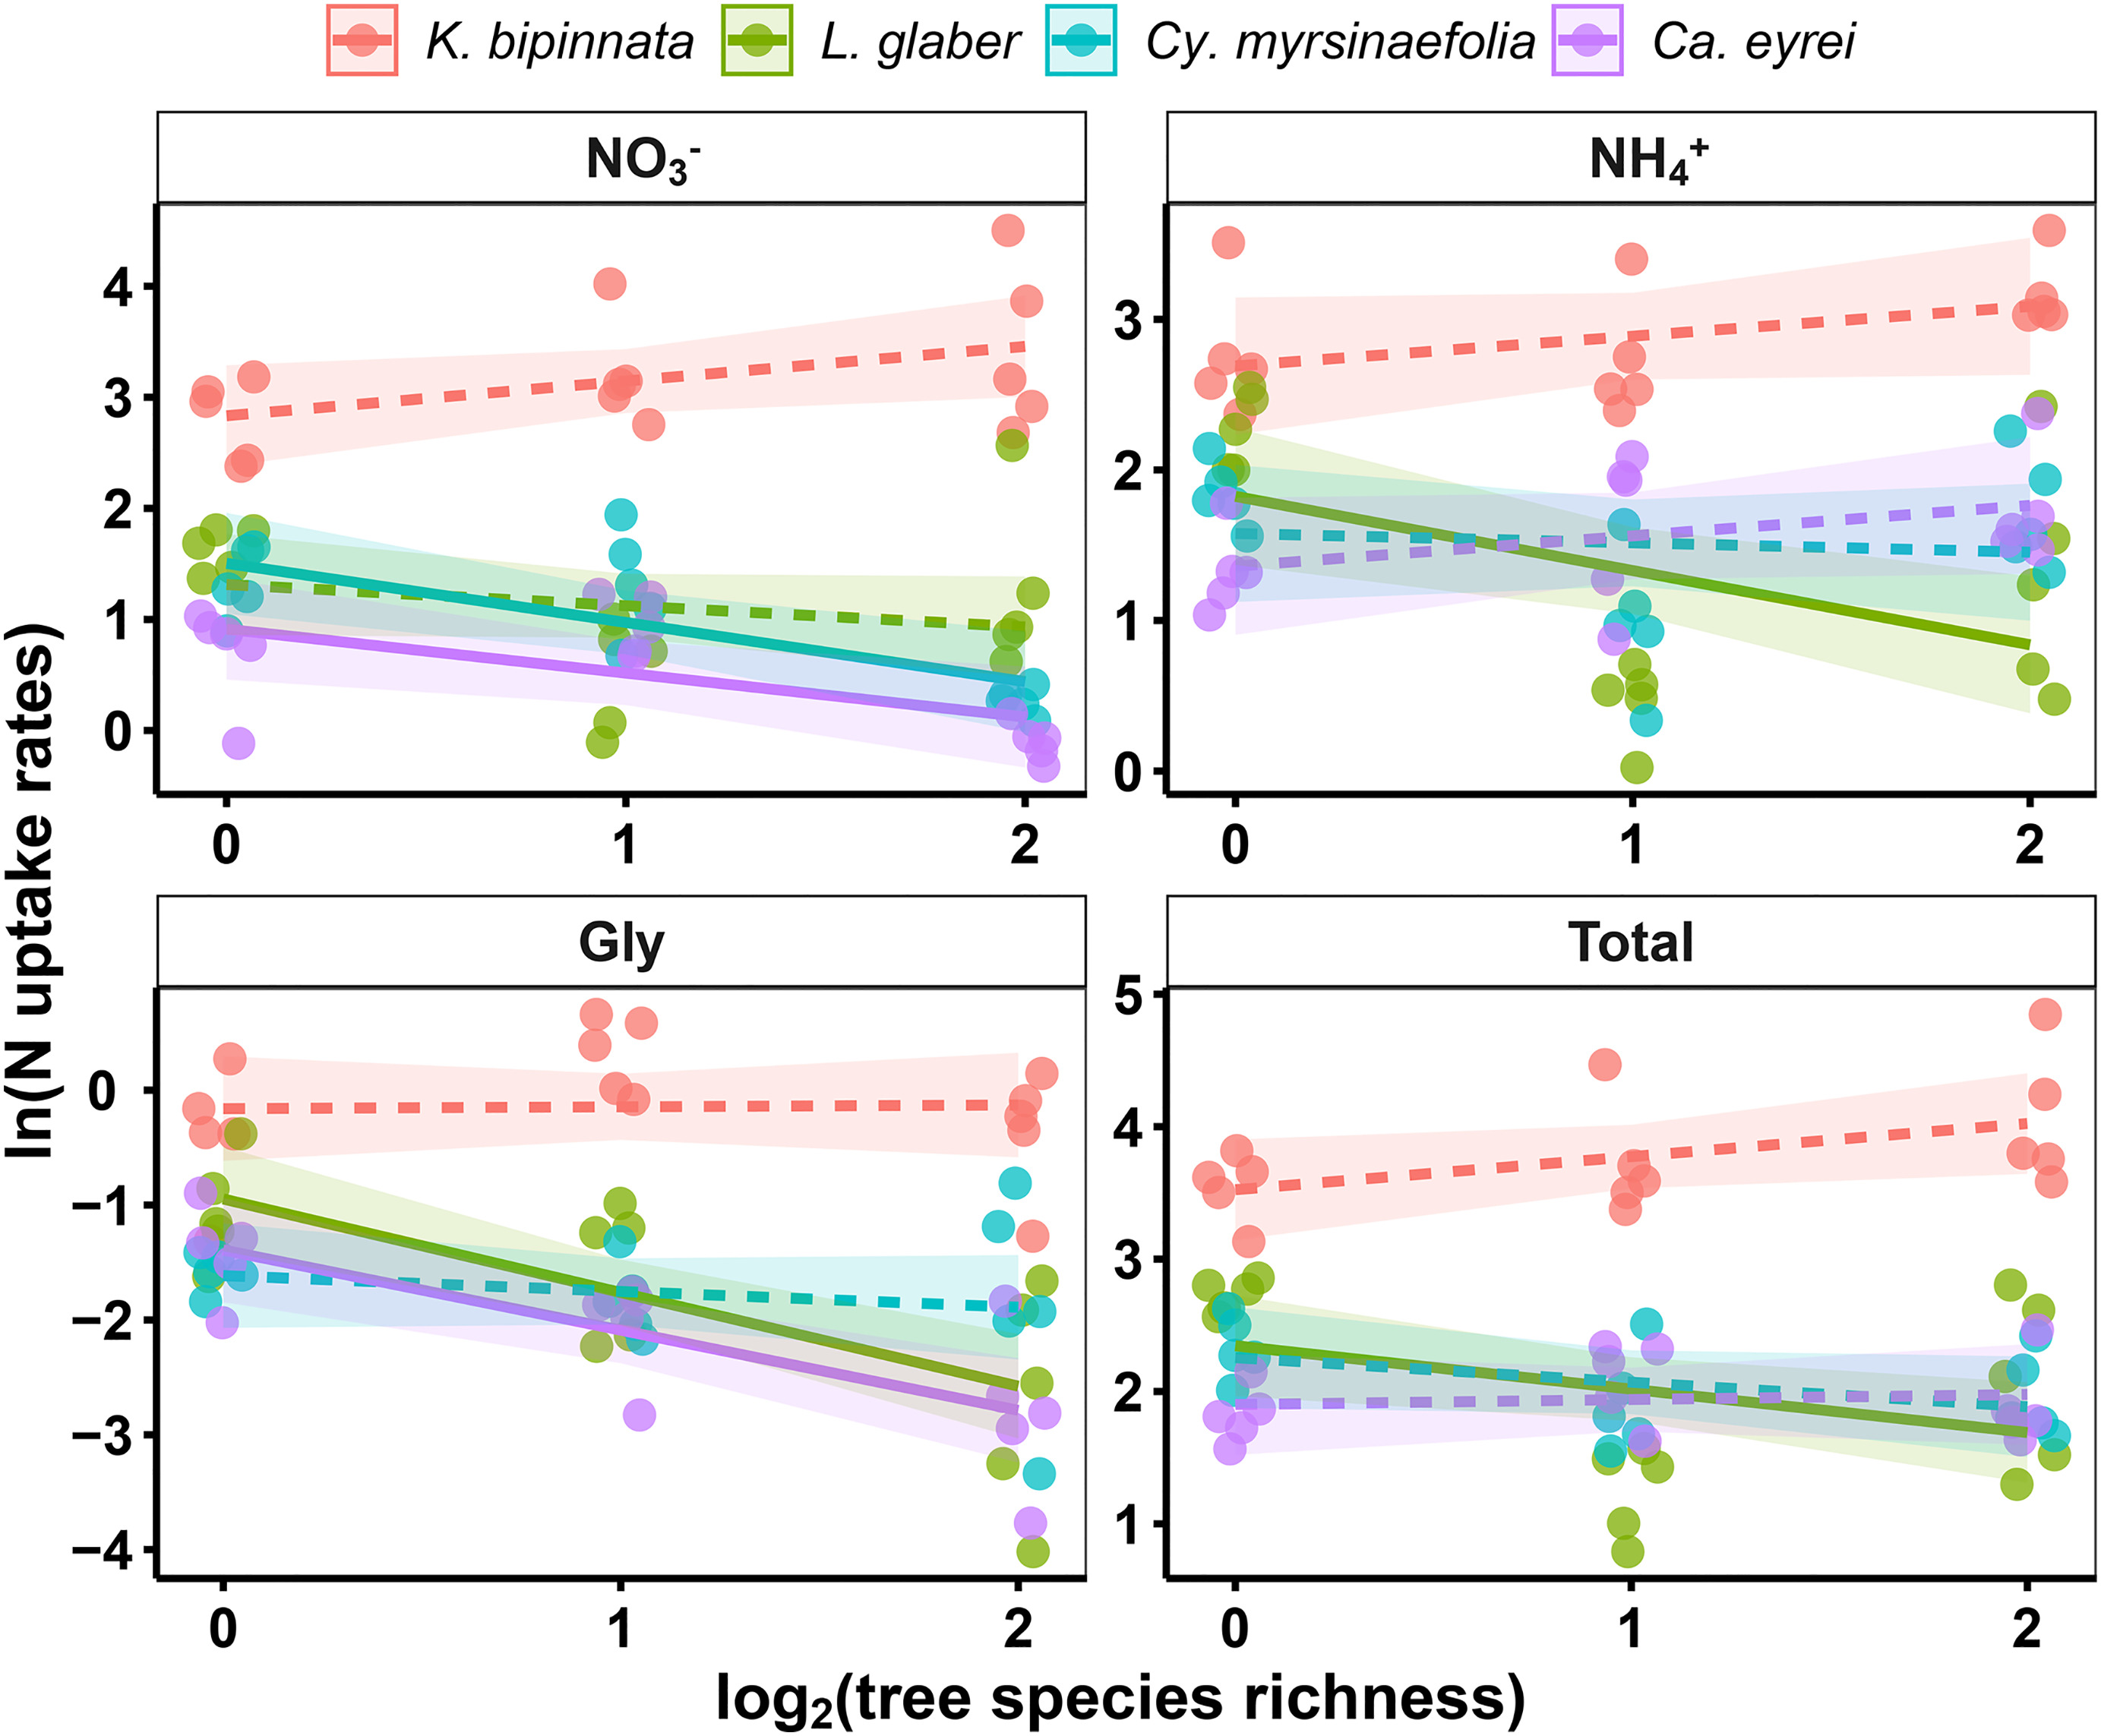 K. bipinnata L. glaber Cy. myrsinaefolia Ca. eyrei
NO₃⁻ NH₄⁺
4
3
2
1
0
3
2
1
0
0 1 2 0 1 2
Gly Total
0
−1
−2
−3
−4
5
4
3
2
1
0 1 2 0 1 2
ln(N uptake rates)
log₂(tree species richness)